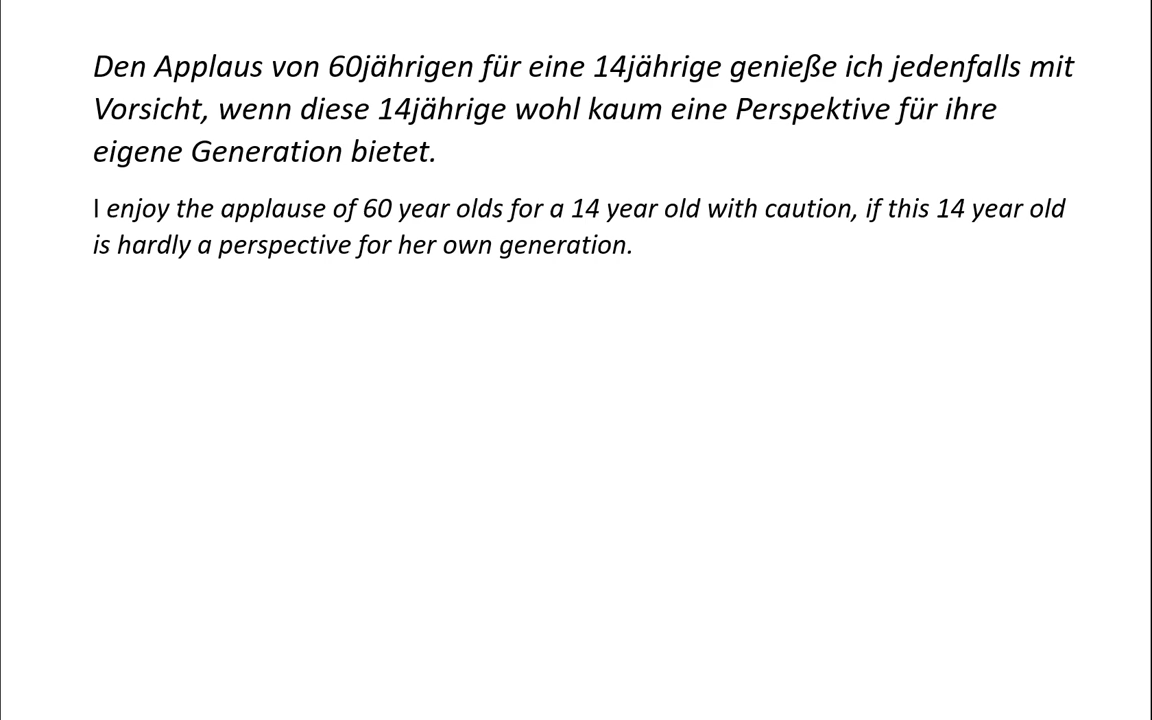 Den Applaus von 60jährigen für eine 14jährige genieße ich jedenfalls mit
Vorsicht, wenn diese 14jährige wohl kaum eine Perspektive für ihre
eigene Generation bietet.
I enjoy the applause of 60 year olds for a 14 year old with caution, if this 14 year old
is hardly a perspective for her own generation.